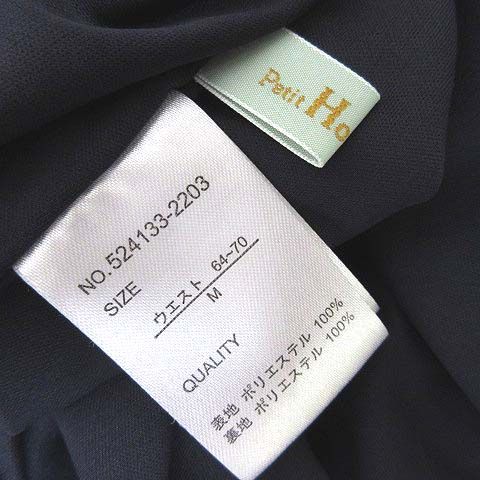 Petit Ho
NO.524133-2203
SIZE
ウエスト 64~70
M
QUALITY
表地 ポリエステル 100%
裏地 ポリエステル 100%